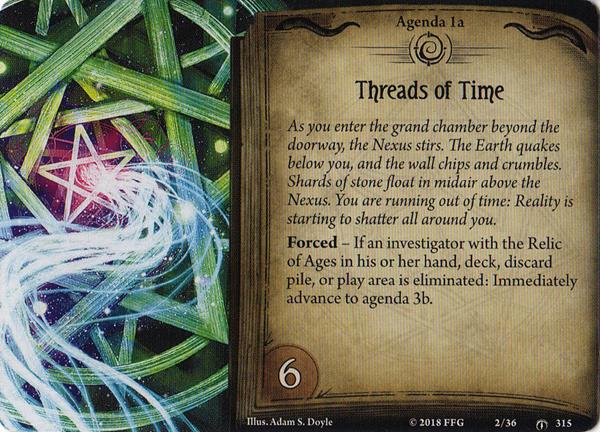 Agenda 1a
Threads of Time
As you enter the grand chamber beyond the
doorway, the Nexus stirs. The Earth quakes
below you, and the wall chips and crumbles.
Shards of stone float in midair above the
Nexus. You are running out of time: Reality is
starting to shatter all around you.
Forced – If an investigator with the Relic
of Ages in his or her hand, deck, discard
pile, or play area is eliminated: Immediately
advance to agenda 3b.
6
Illus. Adam S. Doyle © 2018 FFG 2/36 315